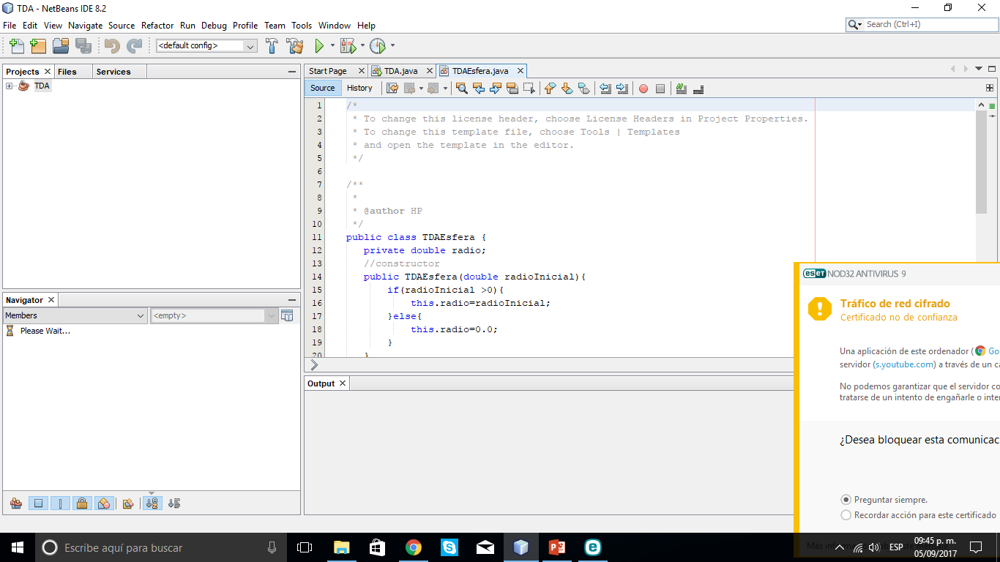 TDA - NetBeans IDE 8.2
File Edit View Navigate Source Refactor Run Debug Profile Team Tools Window Help
Search (Ctrl+I)
<default config>
Projects Files Services
TDA
Start Page TDA.java TDAEsfera.java
Source History
1 /*
2 * To change this license header, choose License Headers in Project Properties.
3 * To change this template file, choose Tools | Templates
4 * and open the template in the editor.
5 */
6
7 /**
8 *
9 * @author HP
10 */
11 public class TDAEsfera {
12 private double radio;
13 //constructor
14 public TDAEsfera(double radioInicial){
15 if(radioInicial >0){
16 this.radio=radioInicial;
17 }else{
18 this.radio=0.0;
19 }
20 }
Navigator
Members <empty>
Please Wait...
Output
eset NOD32 ANTIVIRUS 9
Tráfico de red cifrado
Certificado no de confianza
Una aplicación de este ordenador ( Go
servidor (s.youtube.com) a través de un ca
No podemos garantizar que el servidor co
tratarse de un intento de engañarle o inter
¿Desea bloquear esta comunicac
Preguntar siempre.
Recordar acción para este certificado
Escribe aquí para buscar
ESP
09:45 p. m.
05/09/2017